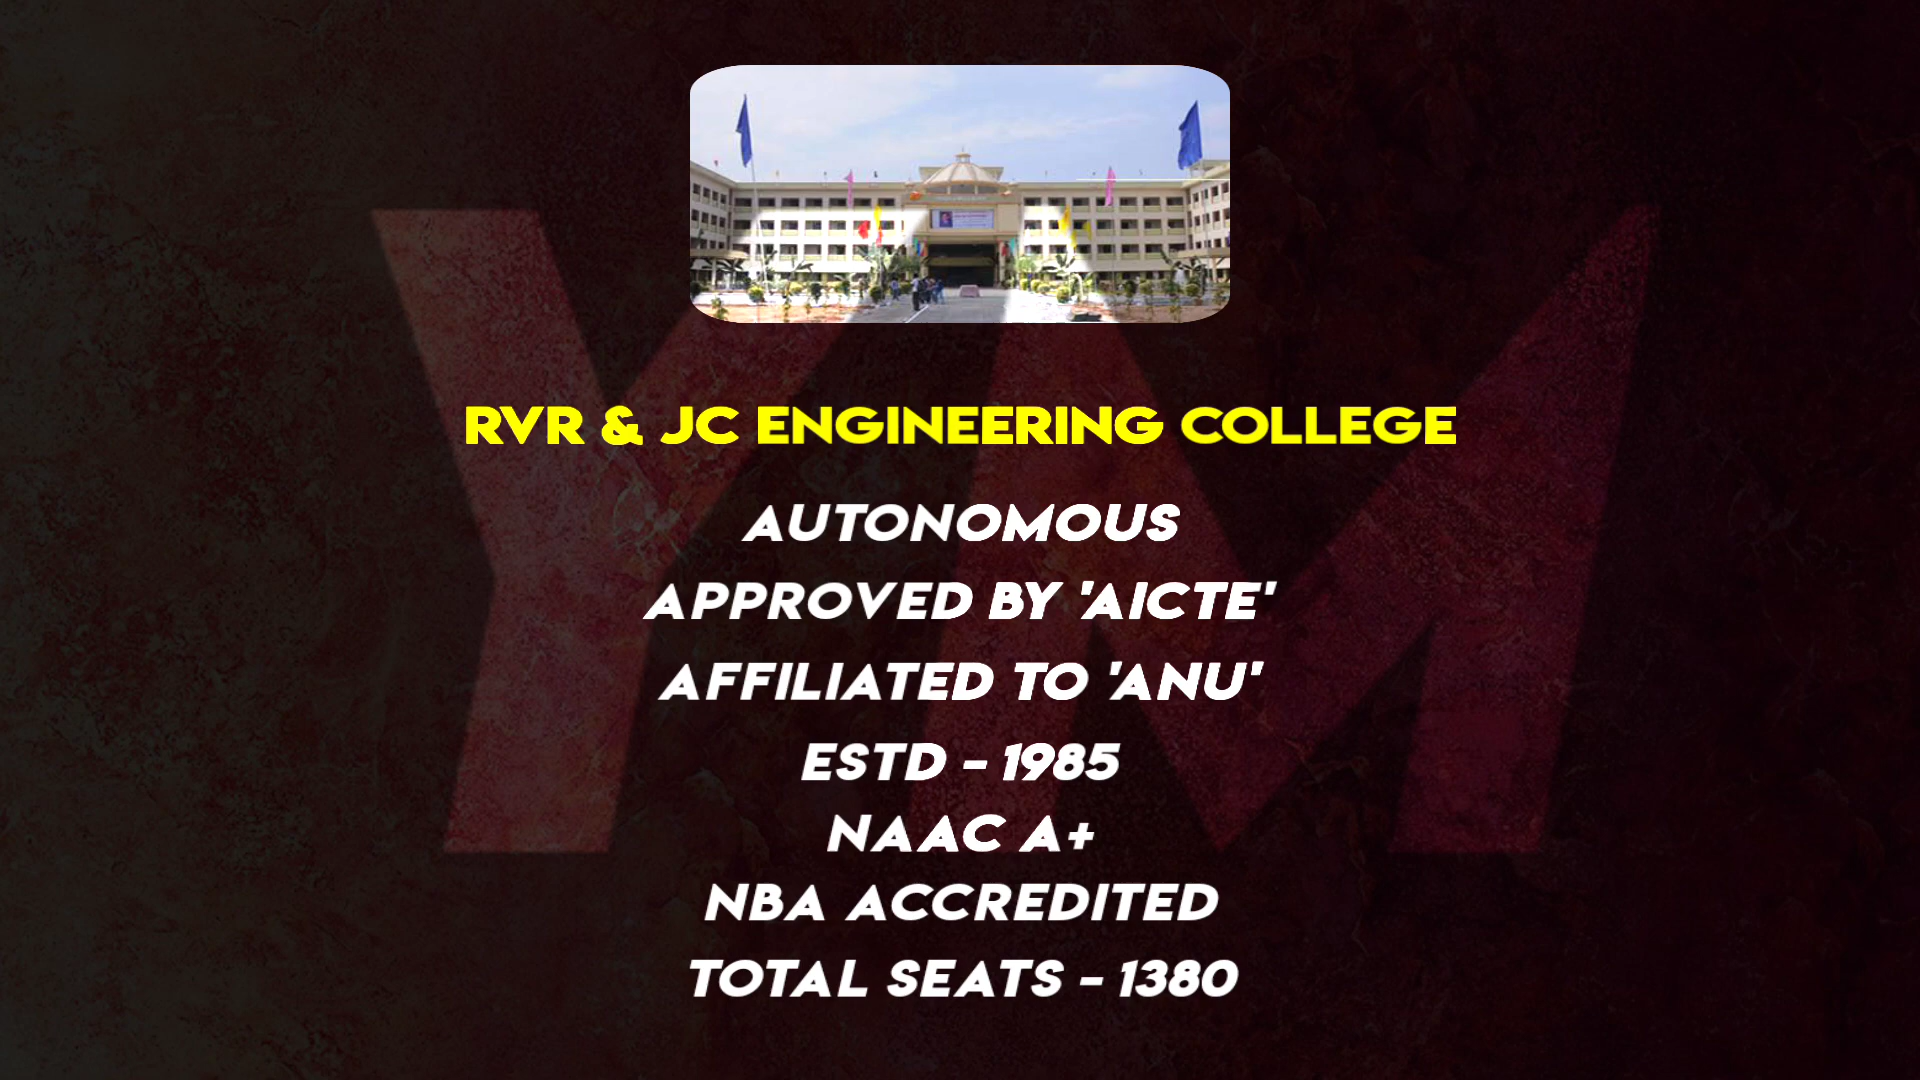 RVR & JC ENGINEERING COLLEGE
AUTONOMOUS
APPROVED BY 'AICTE'
AFFILIATED TO 'ANU'
ESTD - 1985
NAAC A+
NBA ACCREDITED
TOTAL SEATS - 1380
YM